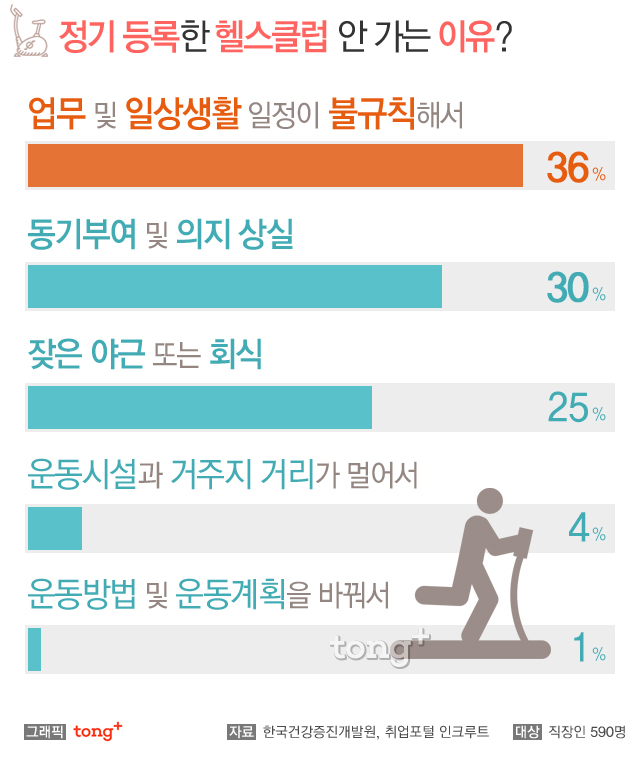 정기 등록한 헬스클럽 안 가는 이유?
업무 및 일상생활 일정이 불규칙해서
36%
동기부여 및 의지 상실
30%
잦은 야근 또는 회식
25%
운동시설과 거주지 거리가 멀어서
4%
운동방법 및 운동계획을 바꿔서
1%
tong+
그래픽 tong+ 자료 한국건강증진개발원, 취업포털 인크루트 대상 직장인 590명